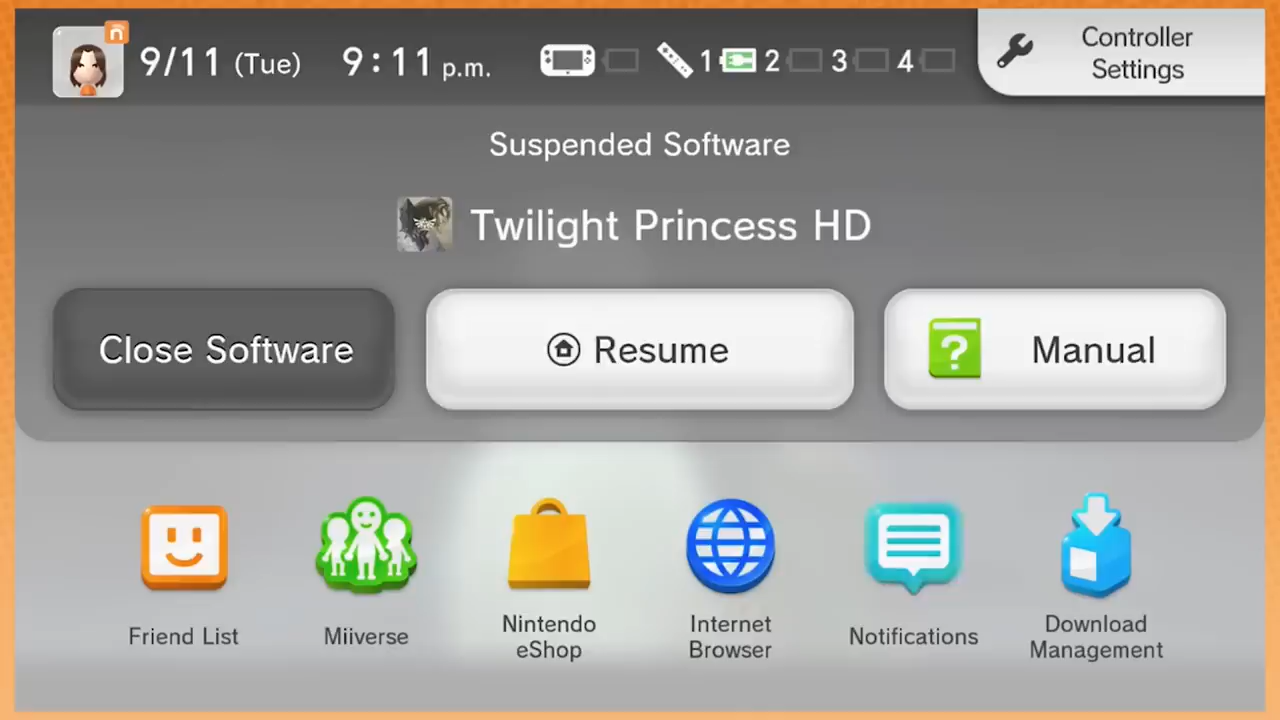 9/11 (Tue) 9:11 p.m. 1 2 3 4
Controller
Settings
Suspended Software
Twilight Princess HD
Close Software
Resume
? Manual
Friend List
Miiverse
Nintendo
eShop
Internet
Browser
Notifications
Download
Management